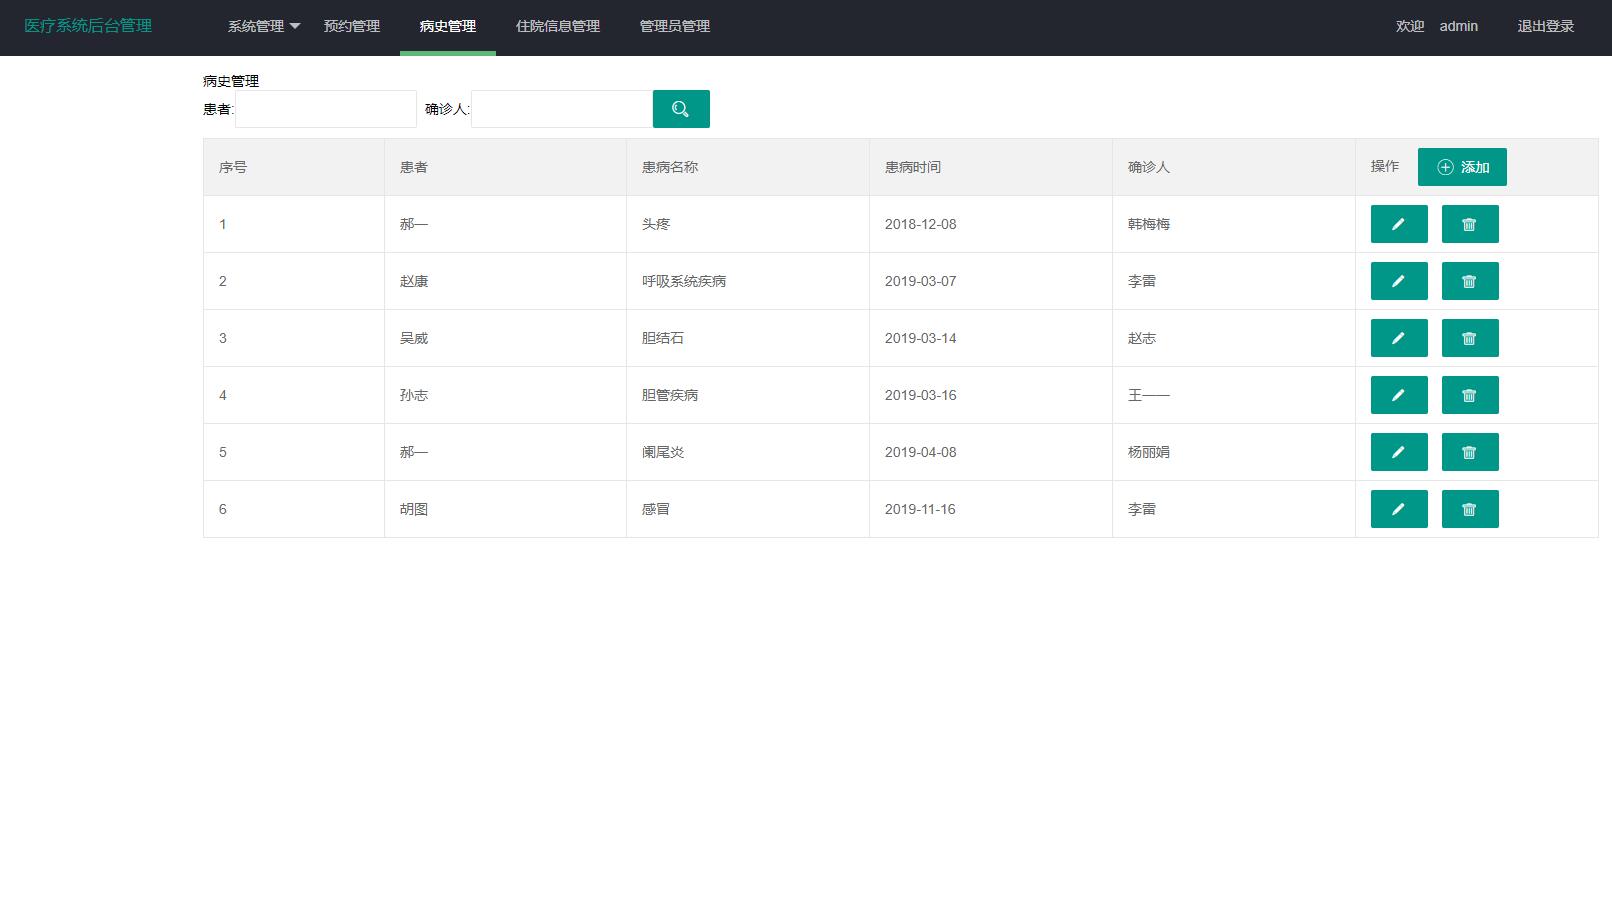 医疗系统后台管理 系统管理 预约管理 病史管理 住院信息管理 管理员管理 欢迎 admin 退出登录
病史管理
患者: 确诊人:
序号 患者 患病名称 患病时间 确诊人 操作 添加
1 郝一 头疼 2018-12-08 韩梅梅
2 赵康 呼吸系统疾病 2019-03-07 李雷
3 吴威 胆结石 2019-03-14 赵志
4 孙志 胆管疾病 2019-03-16 王一一
5 郝一 阑尾炎 2019-04-08 杨丽娟
6 胡图 感冒 2019-11-16 李雷